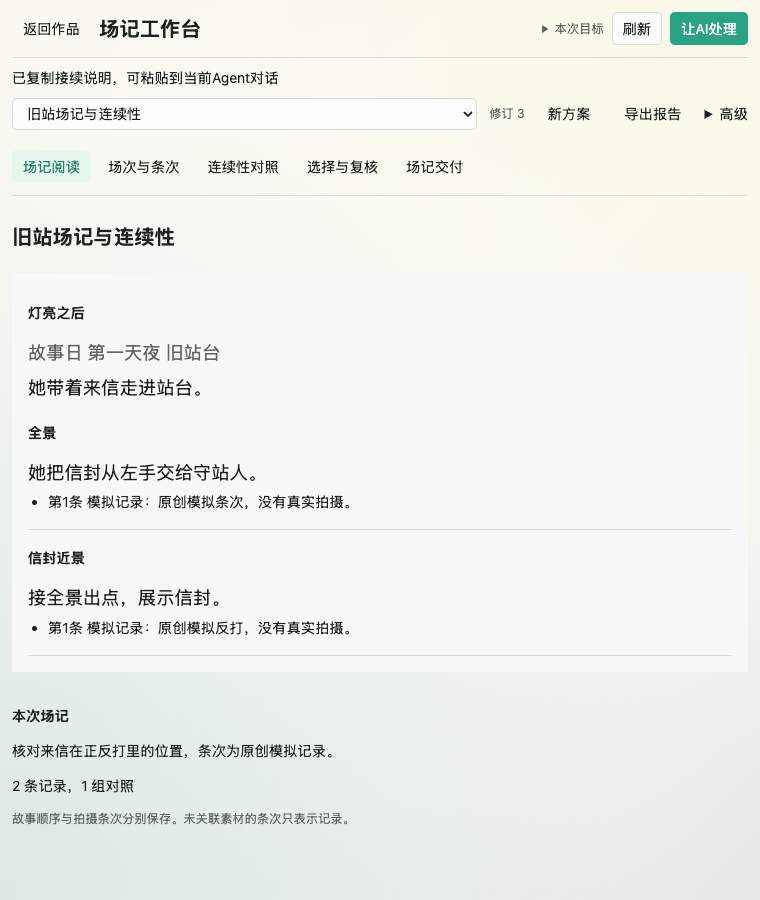 返回作品 场记工作台 ▶ 本次目标 刷新 让AI处理
已复制接续说明，可粘贴到当前Agent对话
旧站场记与连续性 修订 3 新方案 导出报告 ▶ 高级
场记阅读 场次与条次 连续性对照 选择与复核 场记交付
旧站场记与连续性
灯亮之后
故事日 第一天夜 旧站台
她带着来信走进站台。
全景
她把信封从左手交给守站人。
• 第1条 模拟记录：原创模拟条次，没有真实拍摄。
信封近景
接全景出点，展示信封。
• 第1条 模拟记录：原创模拟反打，没有真实拍摄。
本次场记
核对来信在正反打里的位置，条次为原创模拟记录。
2 条记录，1 组对照
故事顺序与拍摄条次分别保存。未关联素材的条次只表示记录。